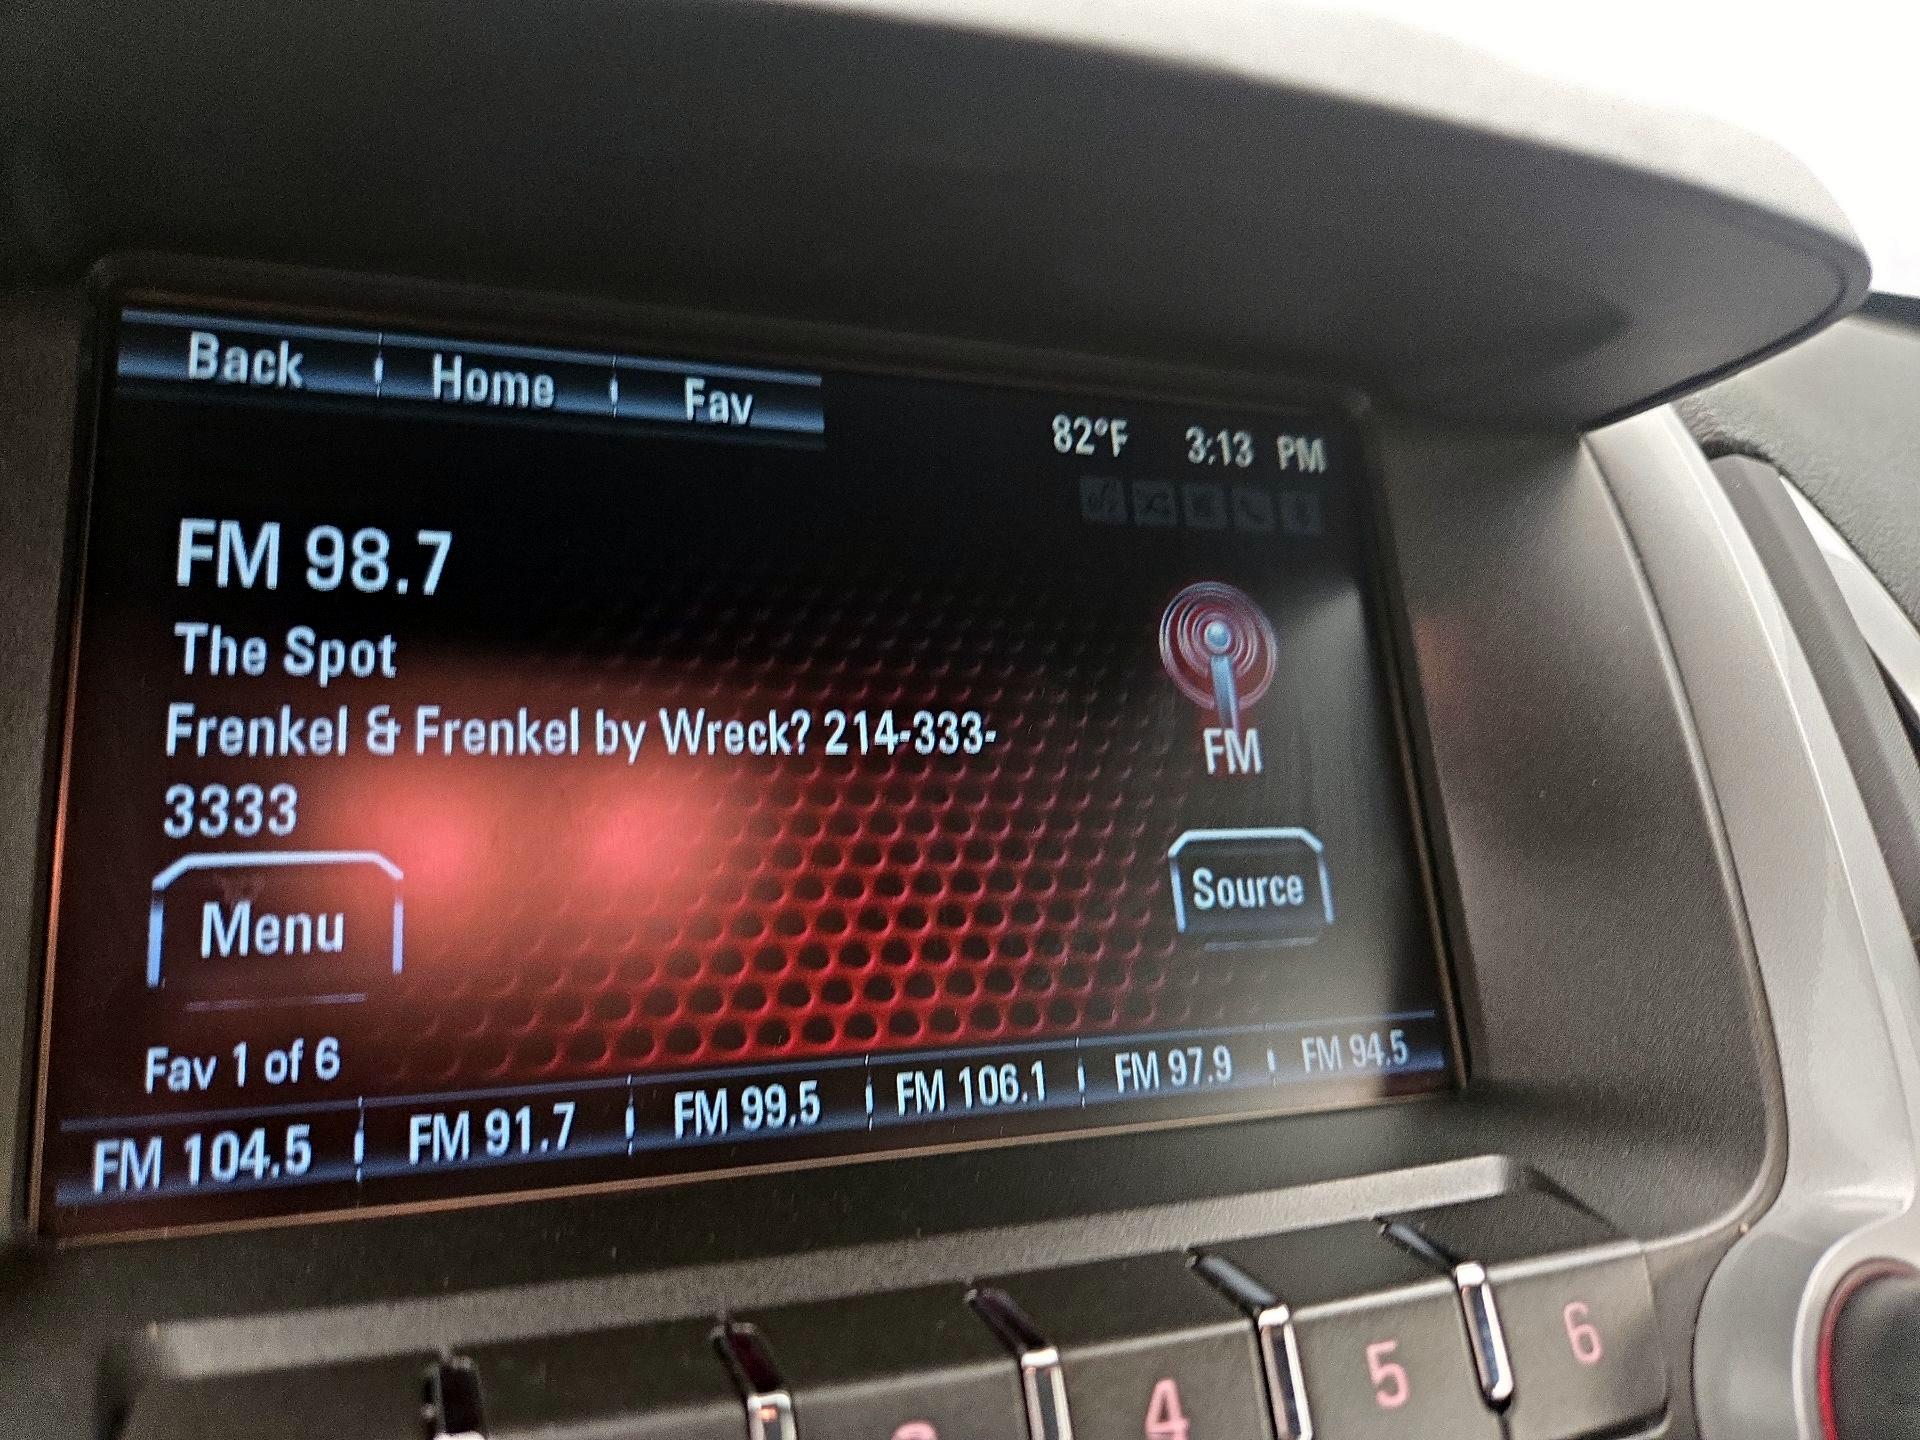 Back Home Fav
82°F 3:13 PM
FM 98.7
The Spot
Frenkel & Frenkel by Wreck? 214-333-
3333
FM
Menu
Source
Fav 1 of 6
FM 104.5 FM 91.7 FM 99.5 FM 106.1 FM 97.9 FM 94.5
4 5 6